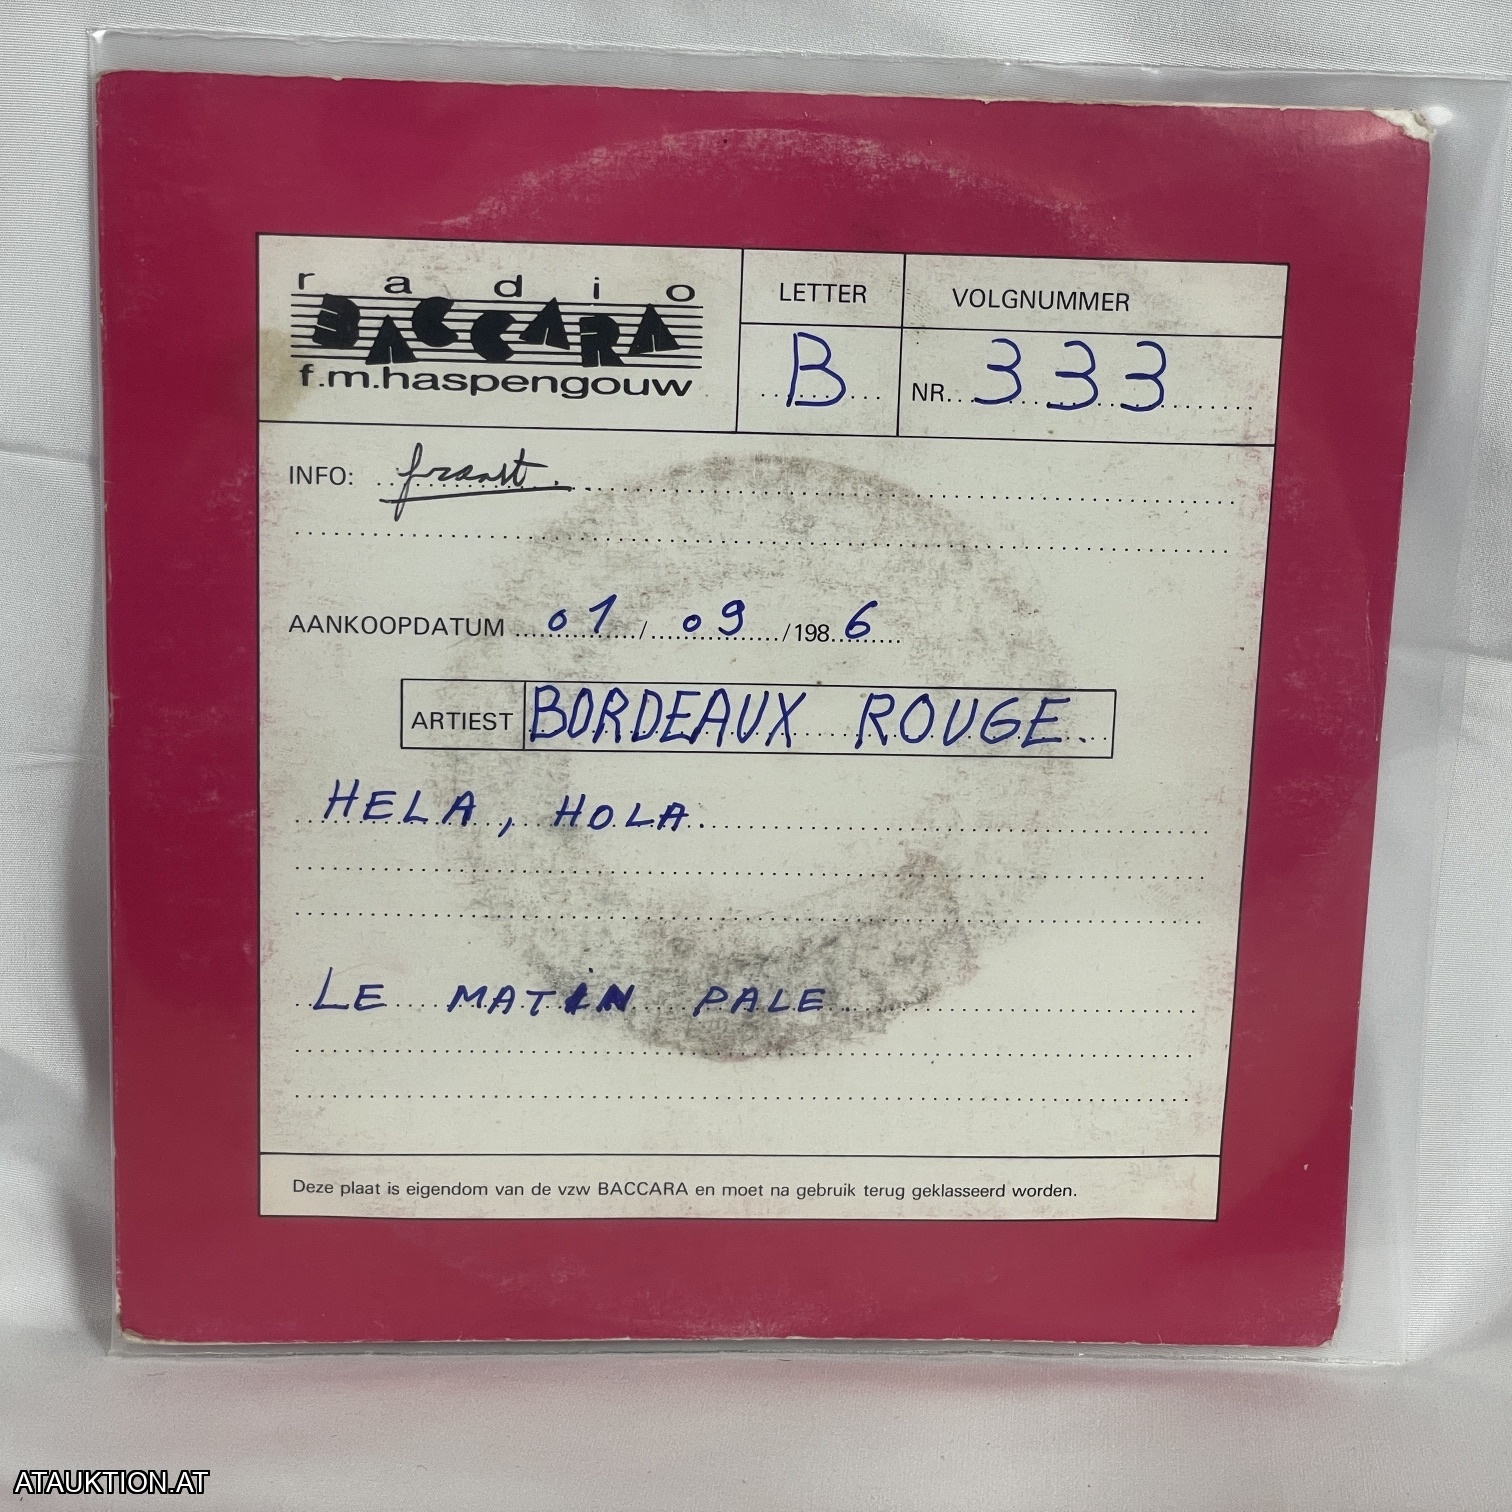 radio
BACCARA
f.m.haspengouw
LETTER
VOLGNUMMER
B
NR... 333
INFO:
AANKOOPDATUM 01 / 09 /1986
ARTIEST BORDEAUX ROUGE.
HELA, HOLA.
LE MATIN PALE
Deze plaat is eigendom van de vzw BACCARA en moet na gebruik terug geklasseerd worden.
ATAUKTION.AT